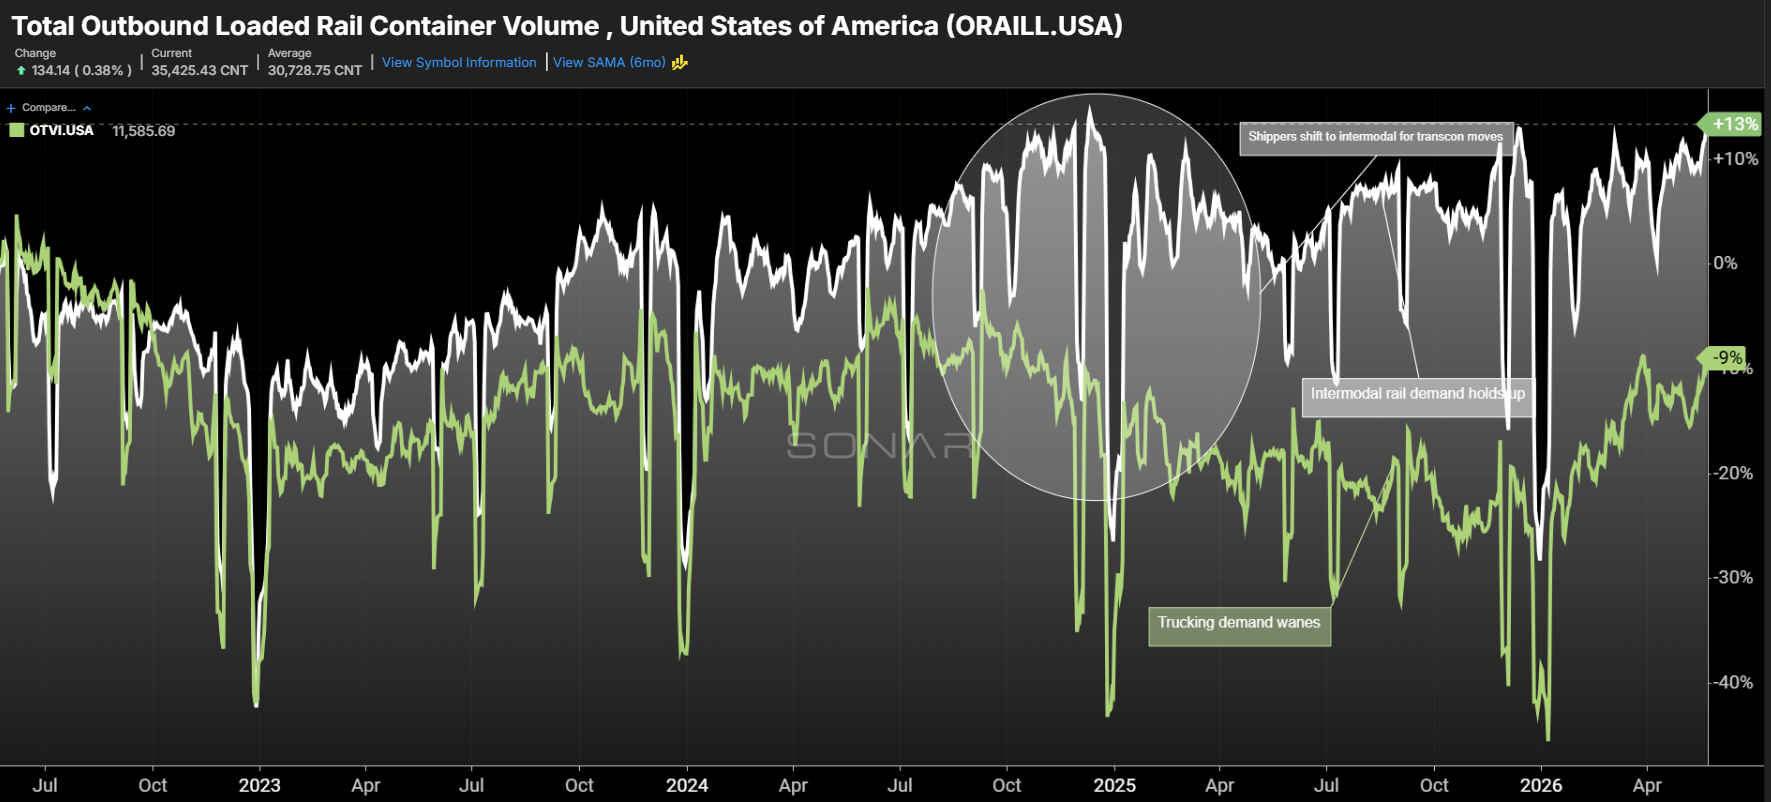 Total Outbound Loaded Rail Container Volume , United States of America (ORAILL.USA)
Change
134.14 ( 0.38% )
Current
35,425.43 CNT
Average
30,728.75 CNT
View Symbol Information
View SAMA (6mo)
+ Compare...
OTVI.USA 11,585.69
Shippers shift to intermodal for transcon moves
Intermodal rail demand holds up
Trucking demand wanes
SONAR
+13%
+10%
0%
-9%
-10%
-20%
-30%
-40%
Jul Oct 2023 Apr Jul Oct 2024 Apr Jul Oct 2025 Apr Jul Oct 2026 Apr